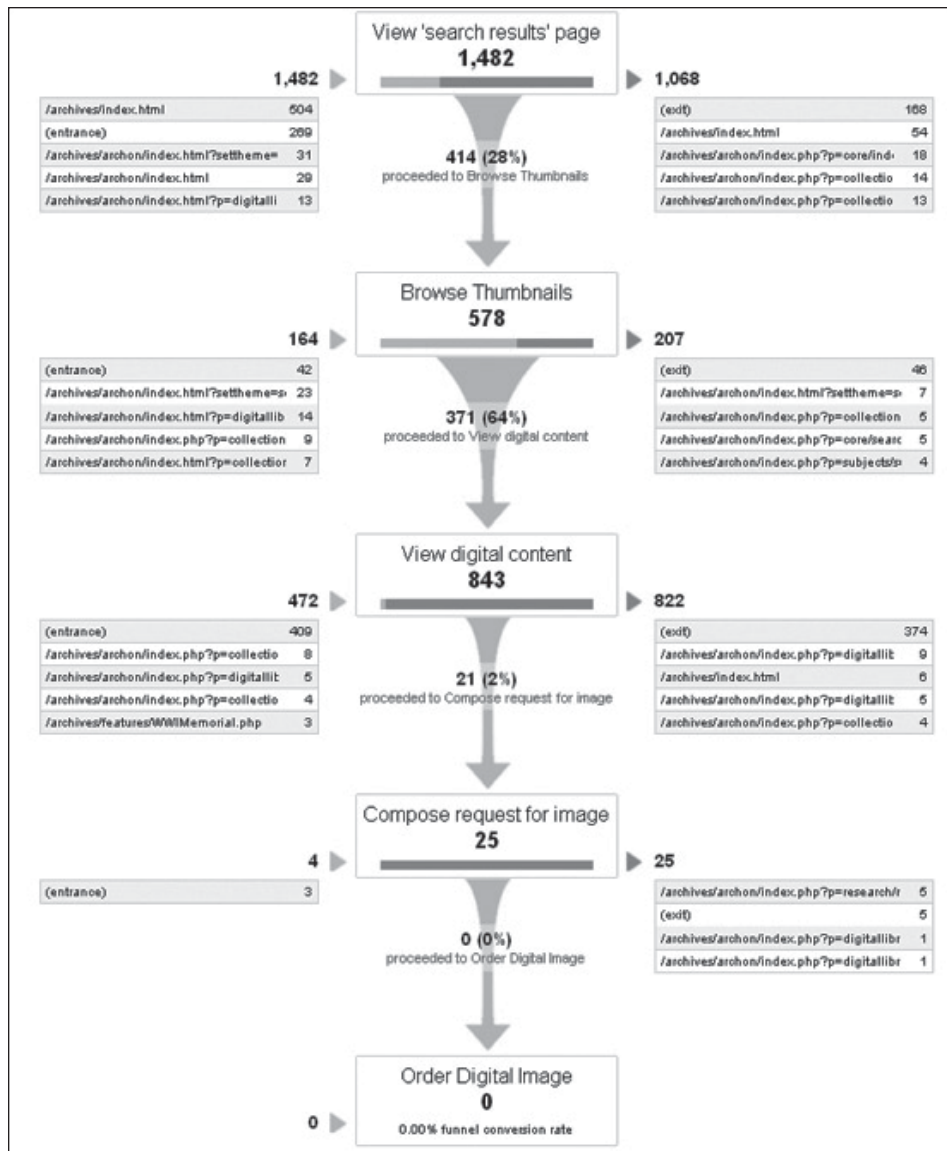 View 'search results' page
1,482
1,482
1,068
/archives/index.html 604
(entrance) 269
/archives/archon/index.html?settheme= 31
/archives/archon/index.html 29
/archives/archon/index.html?p=digitalli 13
414 (28%)
proceeded to Browse Thumbnails
(exit) 168
/archives/index.html 54
/archives/archon/index.php?p=core/ind 18
/archives/archon/index.php?p=collectio 14
/archives/archon/index.php?p=collectio 13
Browse Thumbnails
578
164
207
(entrance) 42
/archives/archon/index.html?settheme=s 23
/archives/archon/index.html?p=digitallib 14
/archives/archon/index.php?p=collection 9
/archives/archon/index.html?p=collection 7
371 (64%)
proceeded to View digital content
(exit) 46
/archives/archon/index.html?settheme=s 7
/archives/archon/index.php?p=collection 5
/archives/archon/index.php?p=core/searc 5
/archives/archon/index.php?p=subjects/s 4
View digital content
843
472
822
(entrance) 409
/archives/archon/index.php?p=collectio 8
/archives/archon/index.php?p=digitallib 5
/archives/archon/index.php?p=collectio 4
/archives/features/WWIMemorial.php 3
21 (2%)
proceeded to Compose request for image
(exit) 374
/archives/archon/index.php?p=digitallib 9
/archives/index.html 6
/archives/archon/index.php?p=digitallib 5
/archives/archon/index.php?p=collectio 4
Compose request for image
25
4
25
(entrance) 3
0 (0%)
proceeded to Order Digital Image
/archives/archon/index.php?p=research/r 5
(exit) 5
/archives/archon/index.php?p=digitallibr 1
/archives/archon/index.php?p=digitallibr 1
Order Digital Image
0
0
0.00% funnel conversion rate